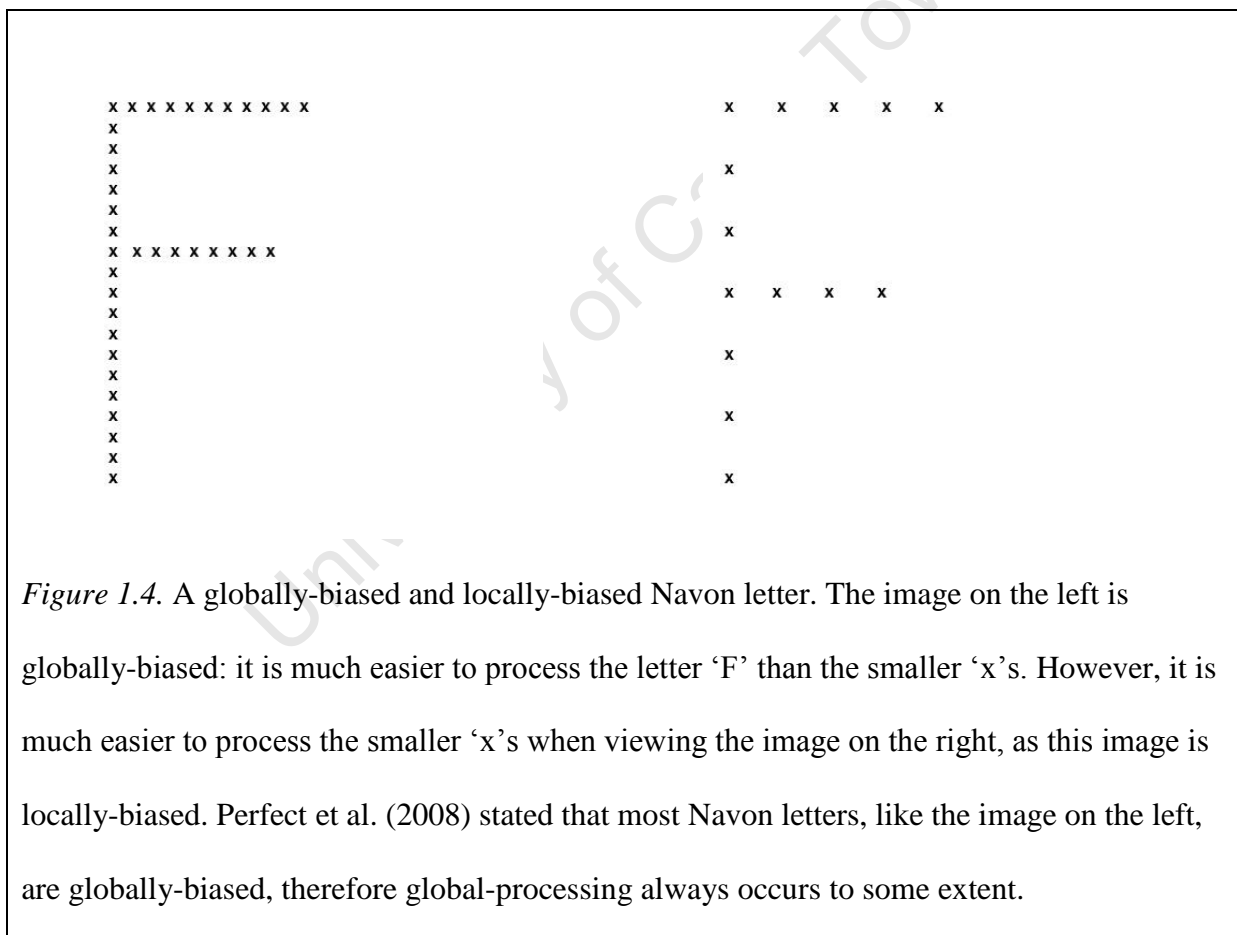 Tow
x x x x x x x x x x x x x x x x
x
x
x x
x
x
x x
x x x x x x x x x
x
x x x x x
x
x
x x
x
x
x x
x
x
x x
y of C
Univ
Figure 1.4. A globally-biased and locally-biased Navon letter. The image on the left is
globally-biased: it is much easier to process the letter ‘F’ than the smaller ‘x’s. However, it is
much easier to process the smaller ‘x’s when viewing the image on the right, as this image is
locally-biased. Perfect et al. (2008) stated that most Navon letters, like the image on the left,
are globally-biased, therefore global-processing always occurs to some extent.